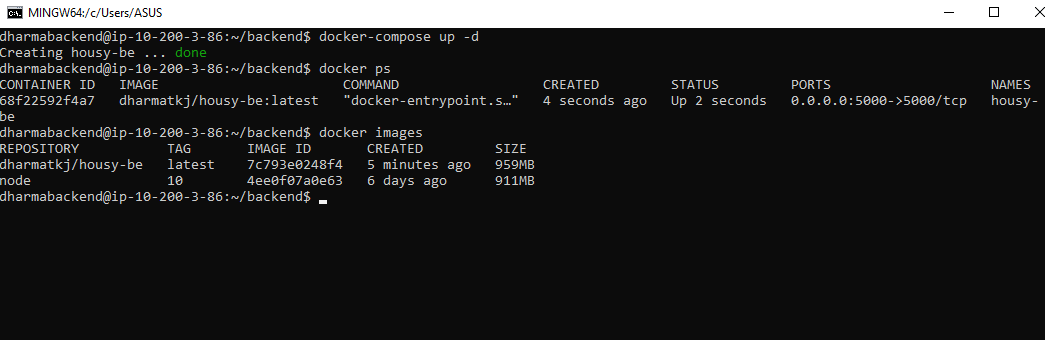 MINGW64:/c/Users/ASUS
dharmabackend@ip-10-200-3-86:~/backend$ docker-compose up -d
Creating housy-be ... done
dharmabackend@ip-10-200-3-86:~/backend$ docker ps
CONTAINER ID   IMAGE                       COMMAND                  CREATED         STATUS         PORTS                    NAMES
68f22592f4a7   dharmatkj/housy-be:latest   "docker-entrypoint.s…"   4 seconds ago   Up 2 seconds   0.0.0.0:5000->5000/tcp   housy-
be
dharmabackend@ip-10-200-3-86:~/backend$ docker images
REPOSITORY           TAG       IMAGE ID       CREATED         SIZE
dharmatkj/housy-be   latest    7c793e0248f4   5 minutes ago   959MB
node                 10        4ee0f07a0e63   6 days ago      911MB
dharmabackend@ip-10-200-3-86:~/backend$